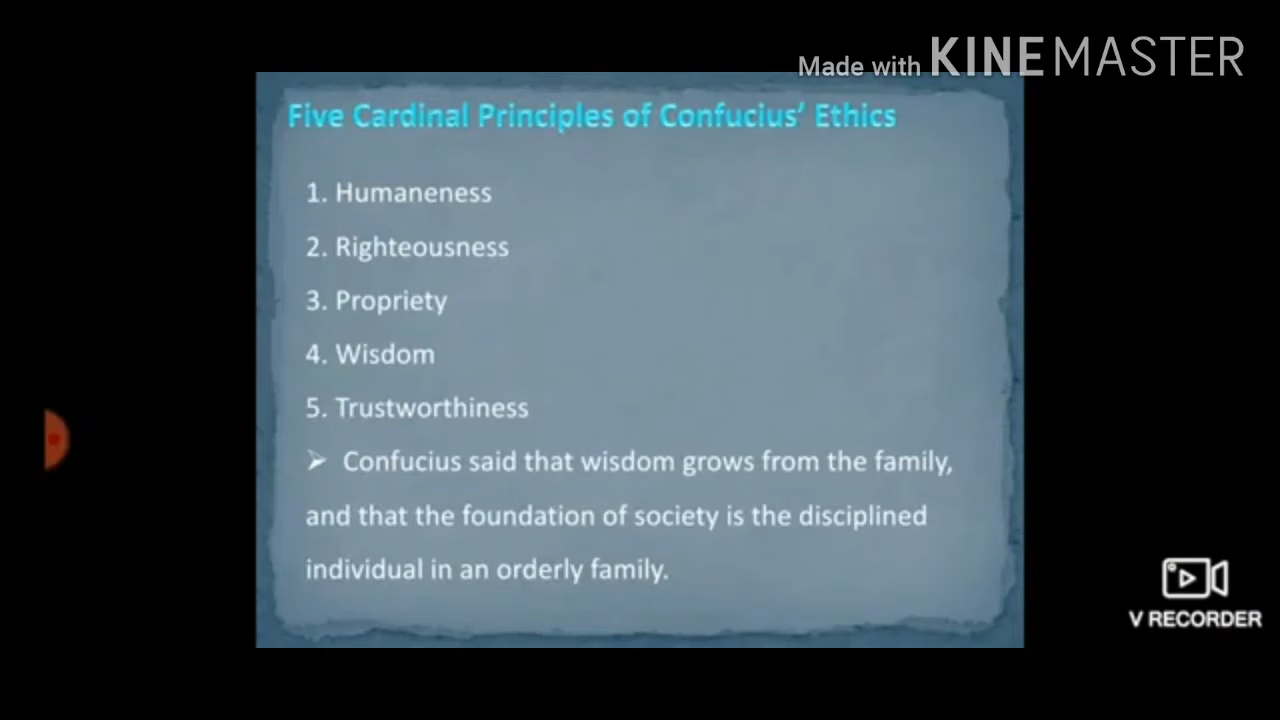 Made with KINEMASTER
Five Cardinal Principles of Confucius’ Ethics
1. Humaneness
2. Righteousness
3. Propriety
4. Wisdom
5. Trustworthiness
➢ Confucius said that wisdom grows from the family,
and that the foundation of society is the disciplined
individual in an orderly family.
V RECORDER